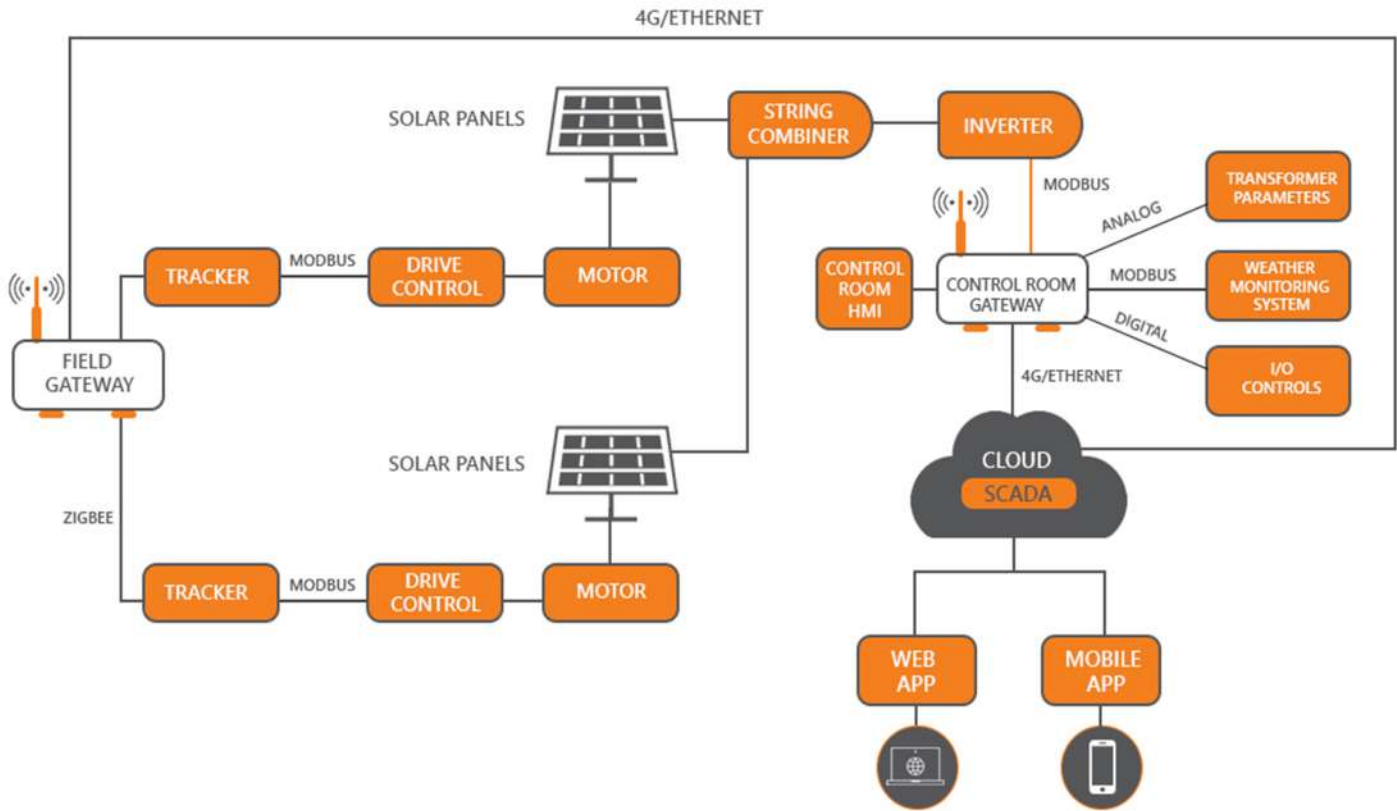 4G/ETHERNET
SOLAR PANELS
STRING
COMBINER
INVERTER
MODBUS
ANALOG
TRANSFORMER
PARAMETERS
TRACKER
MODBUS
DRIVE
CONTROL
MOTOR
CONTROL
ROOM
HMI
CONTROL ROOM
GATEWAY
MODBUS
WEATHER
MONITORING
SYSTEM
DIGITAL
I/O
CONTROLS
FIELD
GATEWAY
4G/ETHERNET
SOLAR PANELS
CLOUD
SCADA
ZIGBEE
TRACKER
MODBUS
DRIVE
CONTROL
MOTOR
WEB
APP
MOBILE
APP